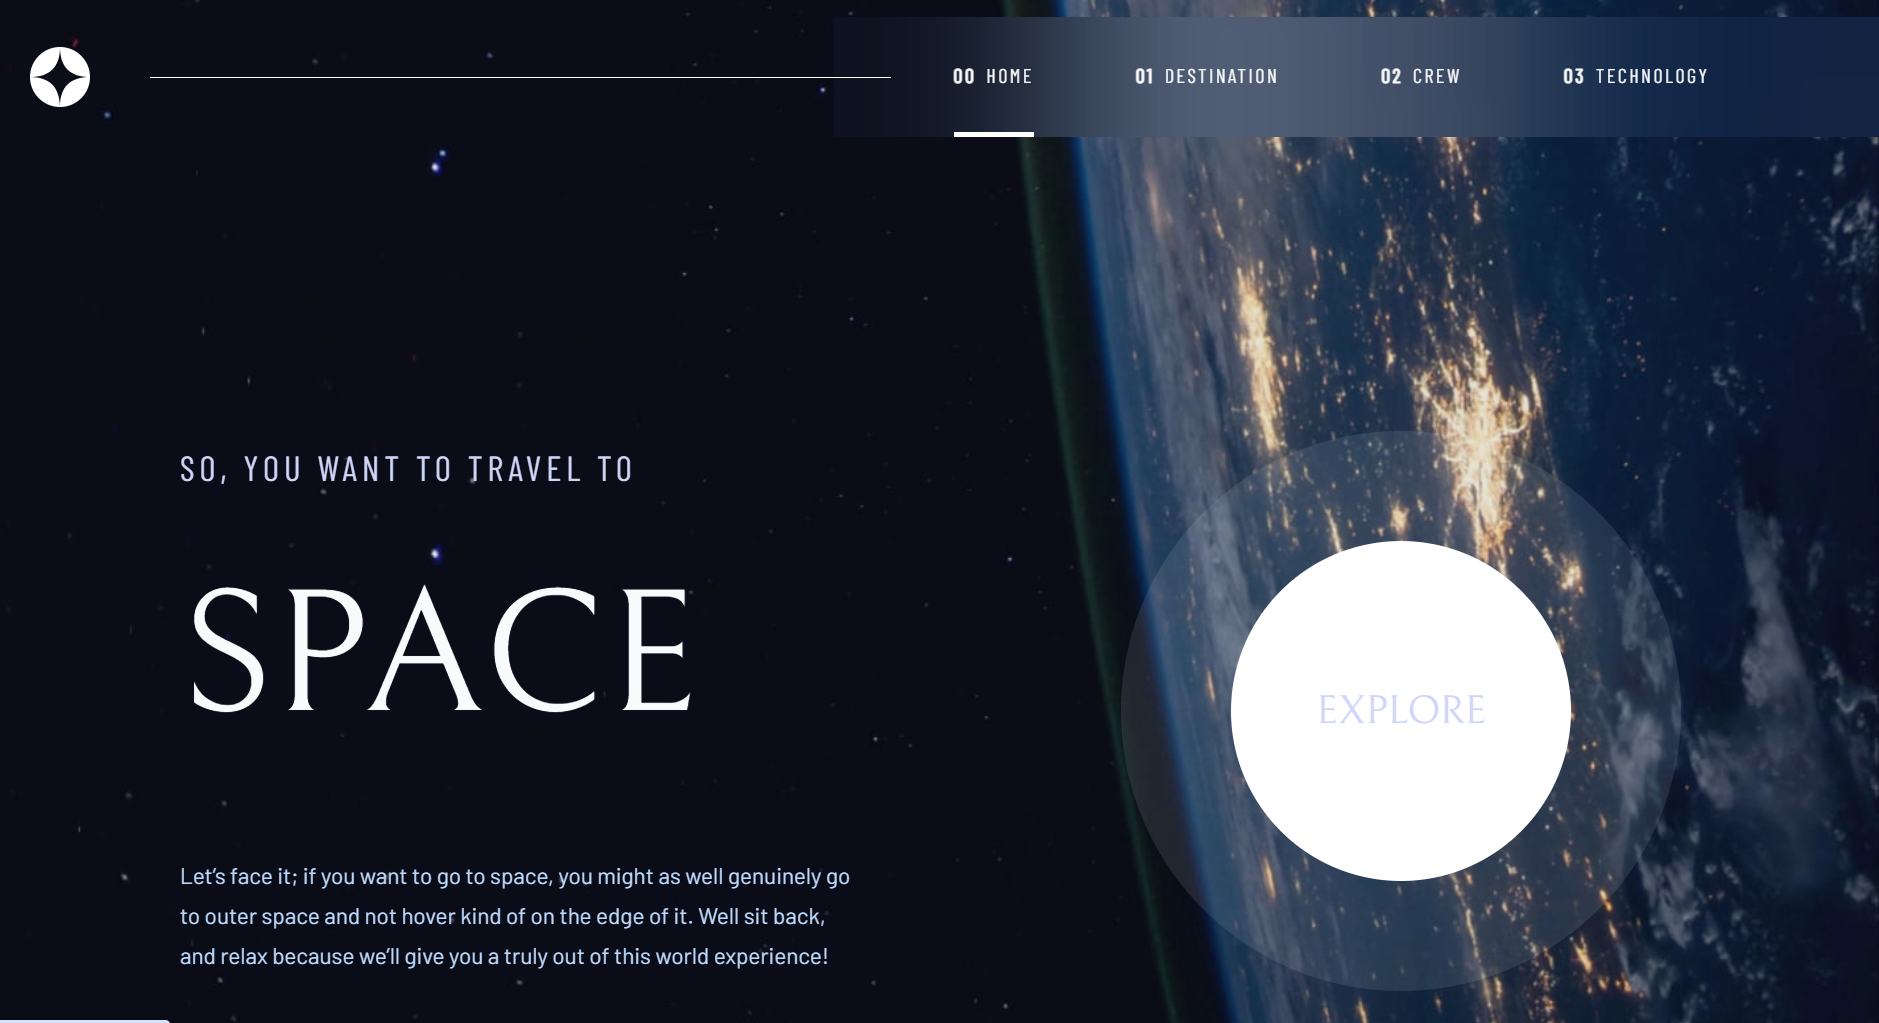 00 HOME
01 DESTINATION
02 CREW
03 TECHNOLOGY
SO, YOU WANT TO TRAVEL TO
SPACE
EXPLORE
Let’s face it; if you want to go to space, you might as well genuinely go
to outer space and not hover kind of on the edge of it. Well sit back,
and relax because we’ll give you a truly out of this world experience!